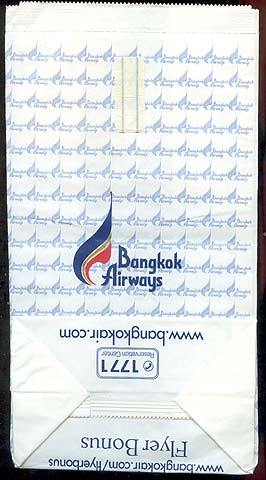 Bangkok
Airways
www.bangkokair.com
1771
Reservation Center
Flyer Bonus
www.bangkokair.com/flyerbonus